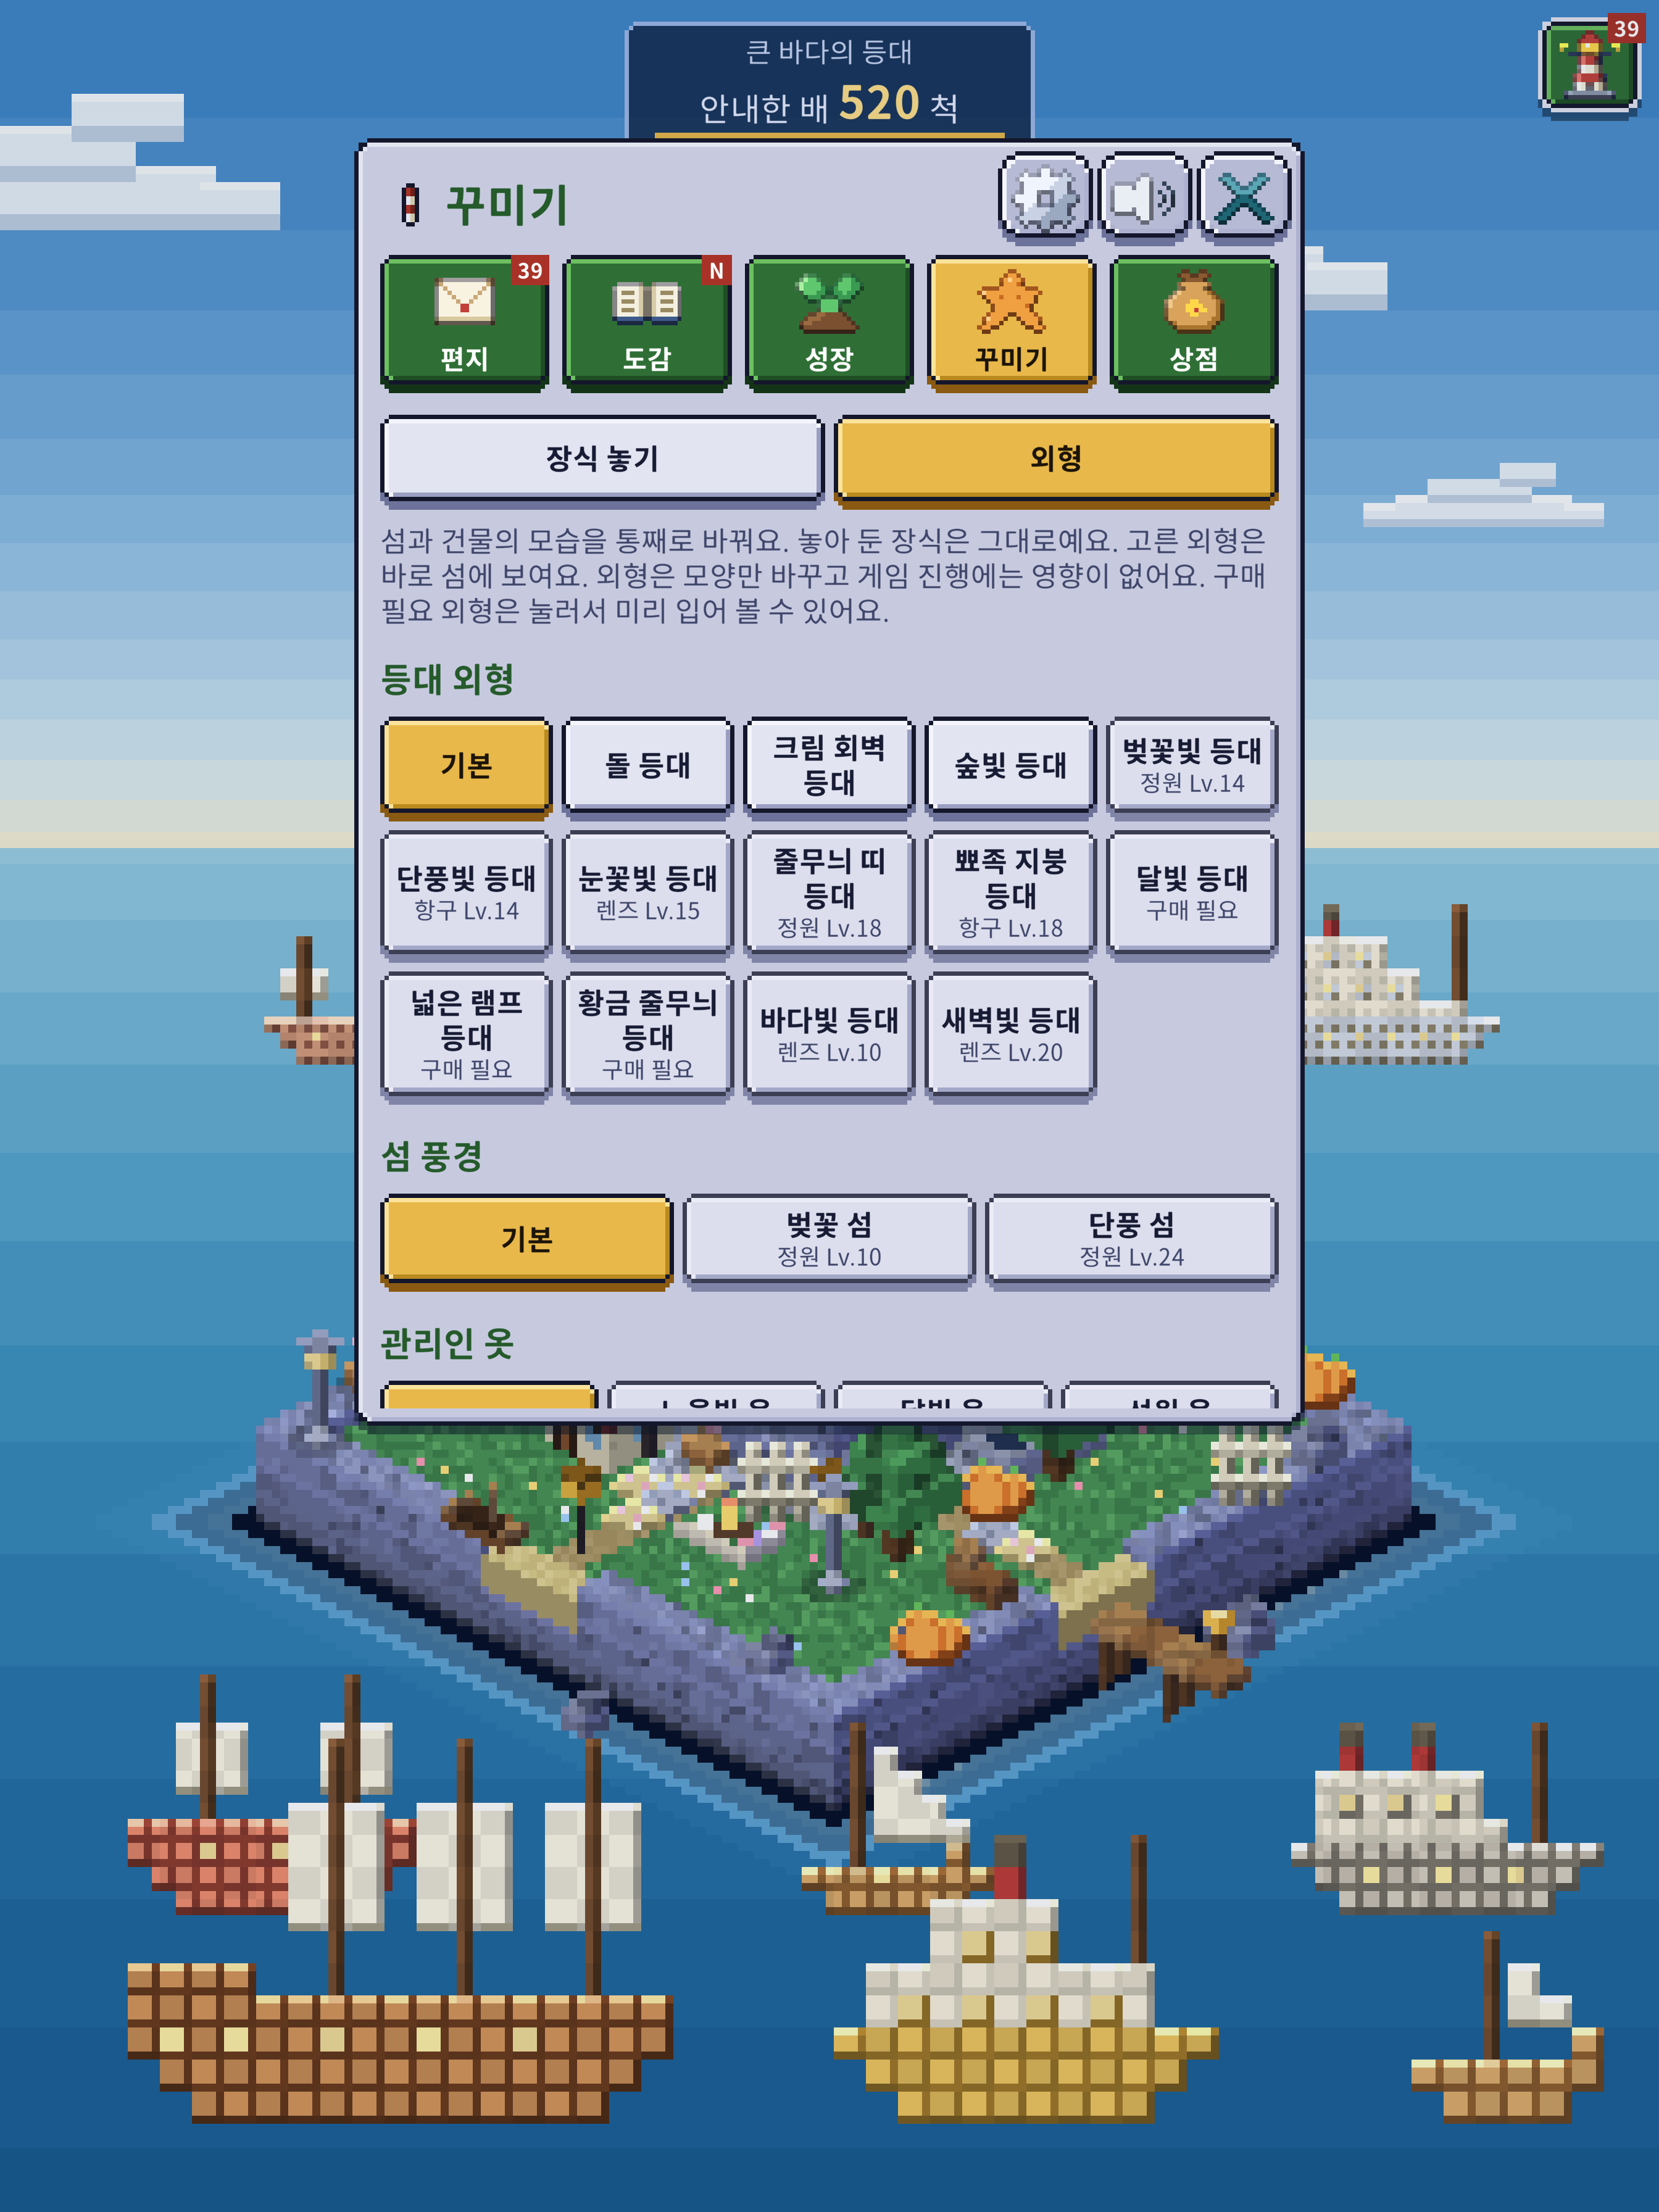 큰 바다의 등대
안내한 배 520 척
39
꾸미기
39
편지
N
도감
성장
꾸미기
상점
장식 놓기
외형
섬과 건물의 모습을 통째로 바꿔요. 놓아 둔 장식은 그대로예요. 고른 외형은
바로 섬에 보여요. 외형은 모양만 바꾸고 게임 진행에는 영향이 없어요. 구매
필요 외형은 눌러서 미리 입어 볼 수 있어요.
등대 외형
기본
돌 등대
크림 회벽
등대
숲빛 등대
벚꽃빛 등대
정원 Lv.14
단풍빛 등대
항구 Lv.14
눈꽃빛 등대
렌즈 Lv.15
줄무늬 띠
등대
정원 Lv.18
뾰족 지붕
등대
항구 Lv.18
달빛 등대
구매 필요
넓은 램프
등대
구매 필요
황금 줄무늬
등대
구매 필요
바다빛 등대
렌즈 Lv.10
새벽빛 등대
렌즈 Lv.20
섬 풍경
기본
벚꽃 섬
정원 Lv.10
단풍 섬
정원 Lv.24
관리인 옷